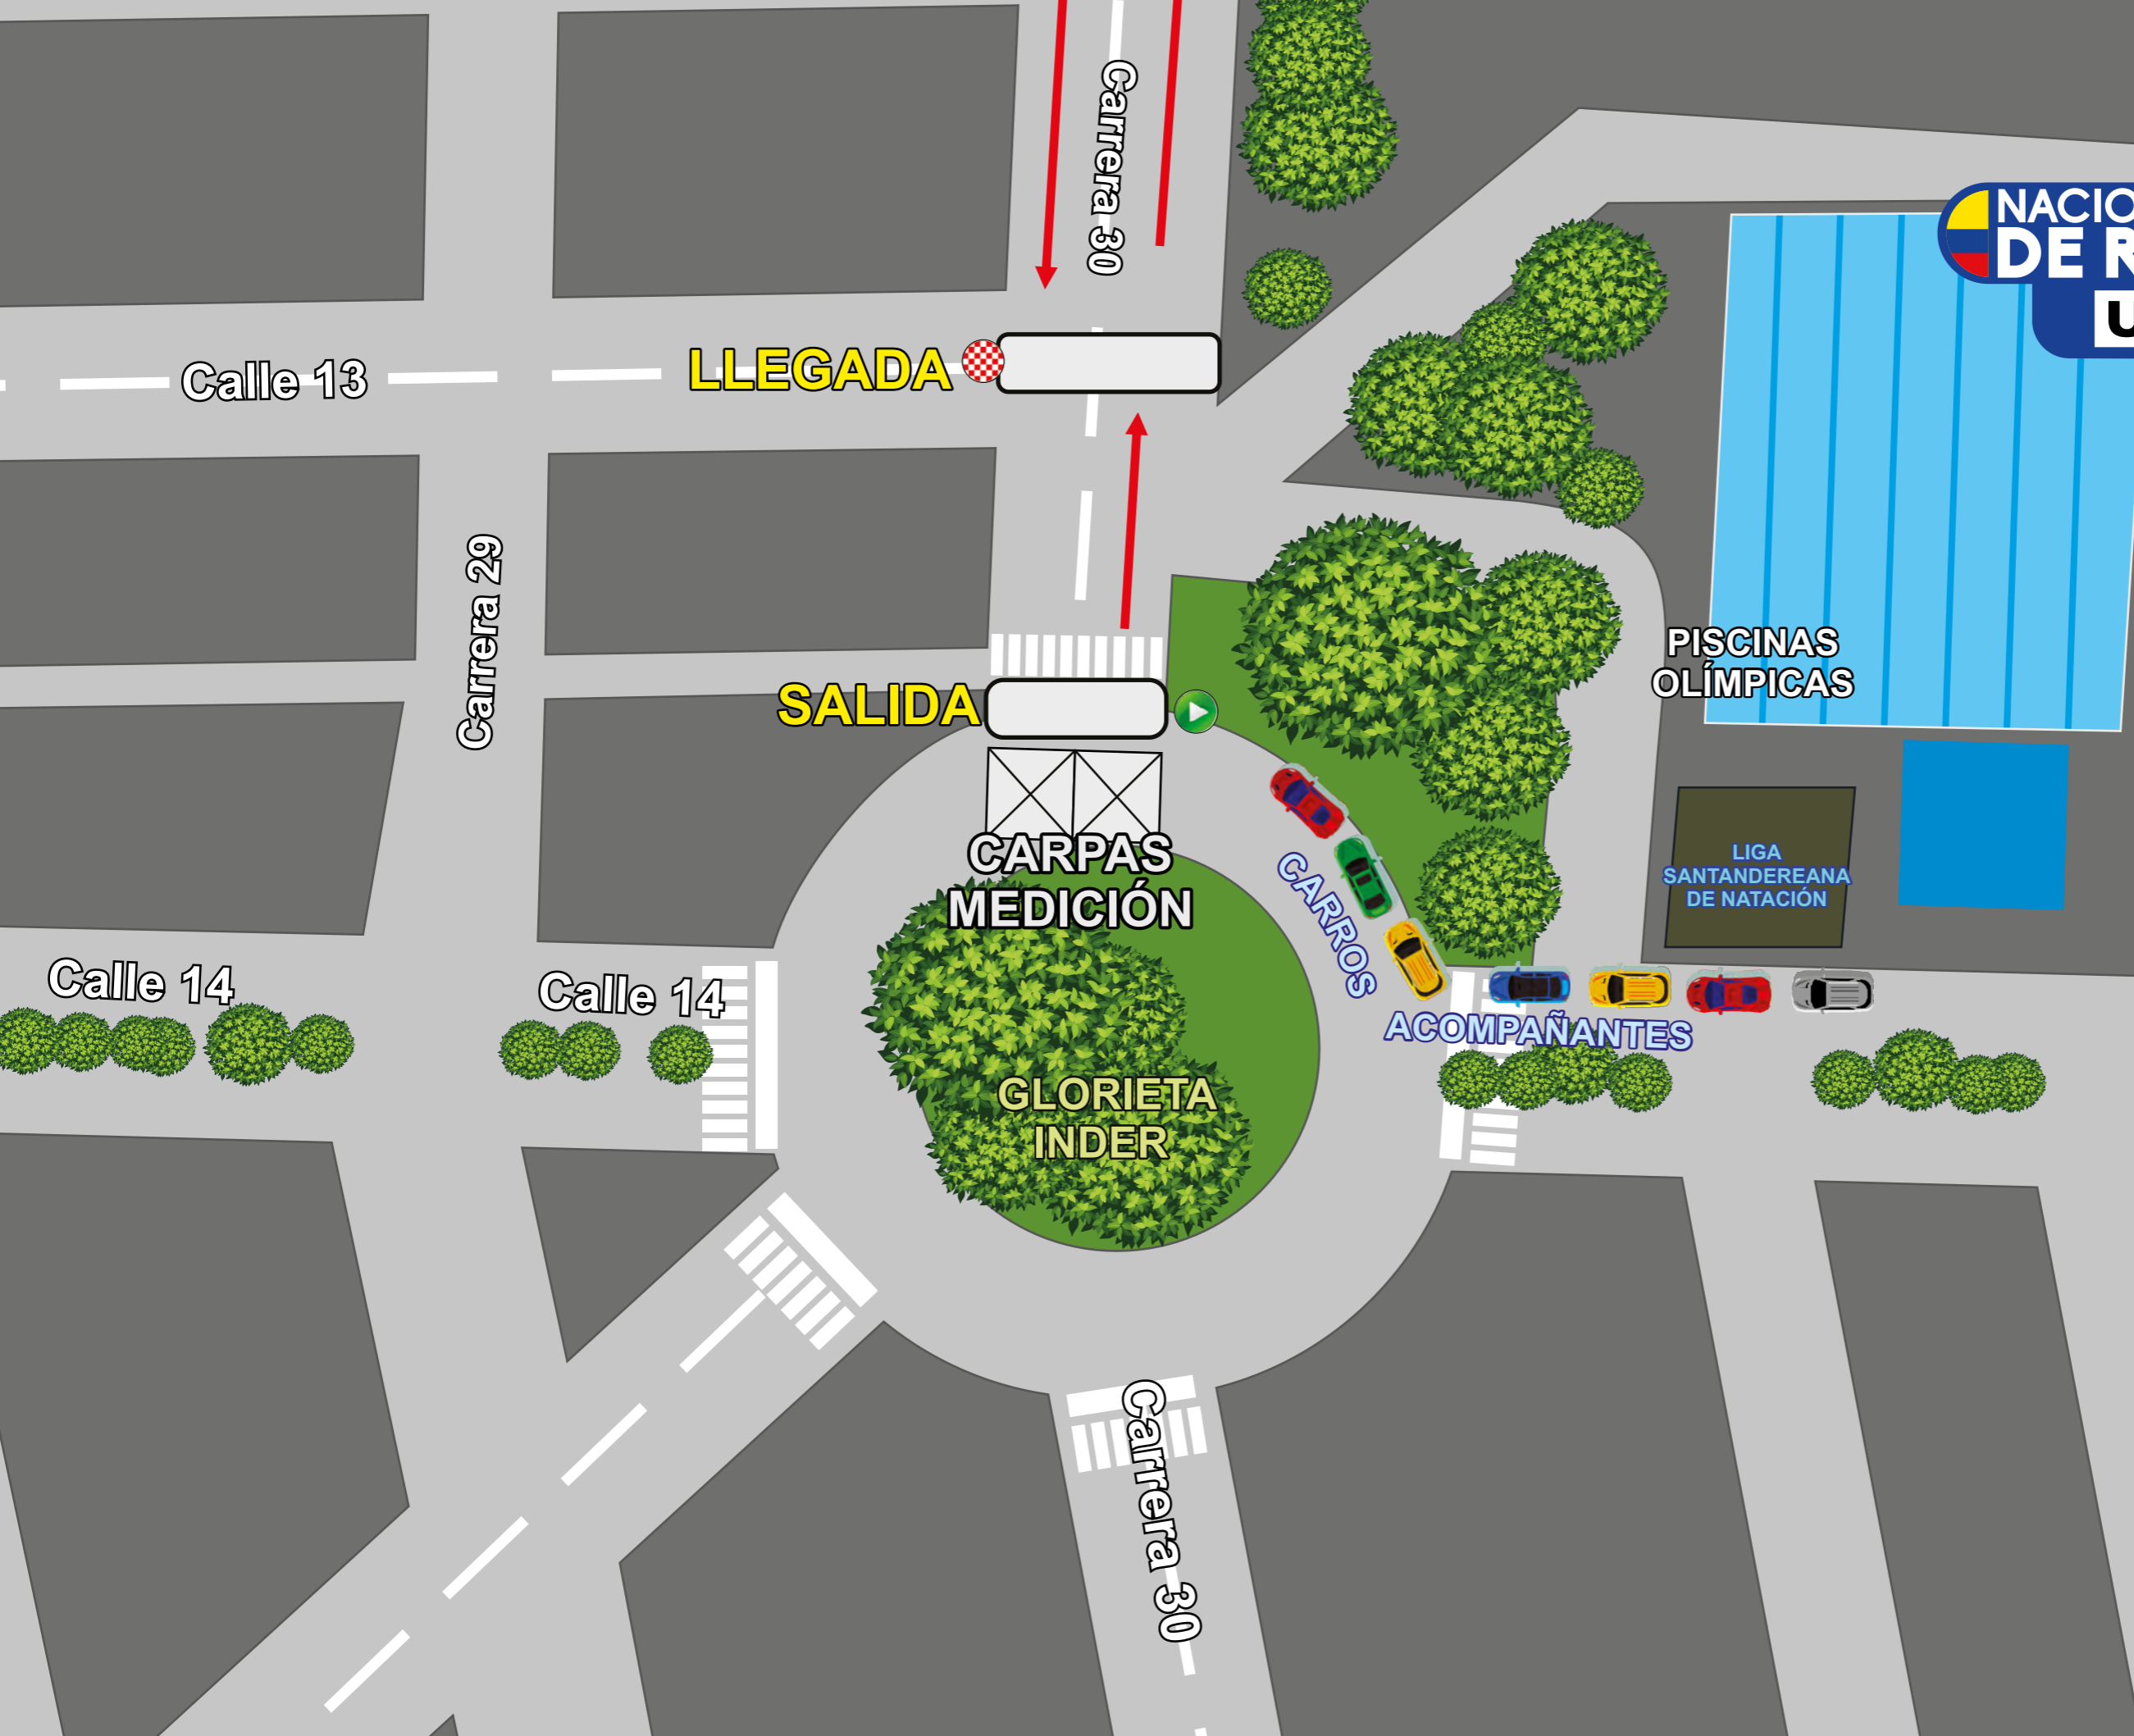 Carrera 30
NACIO
DE R
U
Calle 13
LLEGADA
Carrera 29
SALIDA
PISCINAS
OLÍMPICAS
CARPAS
MEDICIÓN
CARROS
LIGA
SANTANDEREANA
DE NATACIÓN
Calle 14
Calle 14
ACOMPAÑANTES
GLORIETA
INDER
Carrera 30